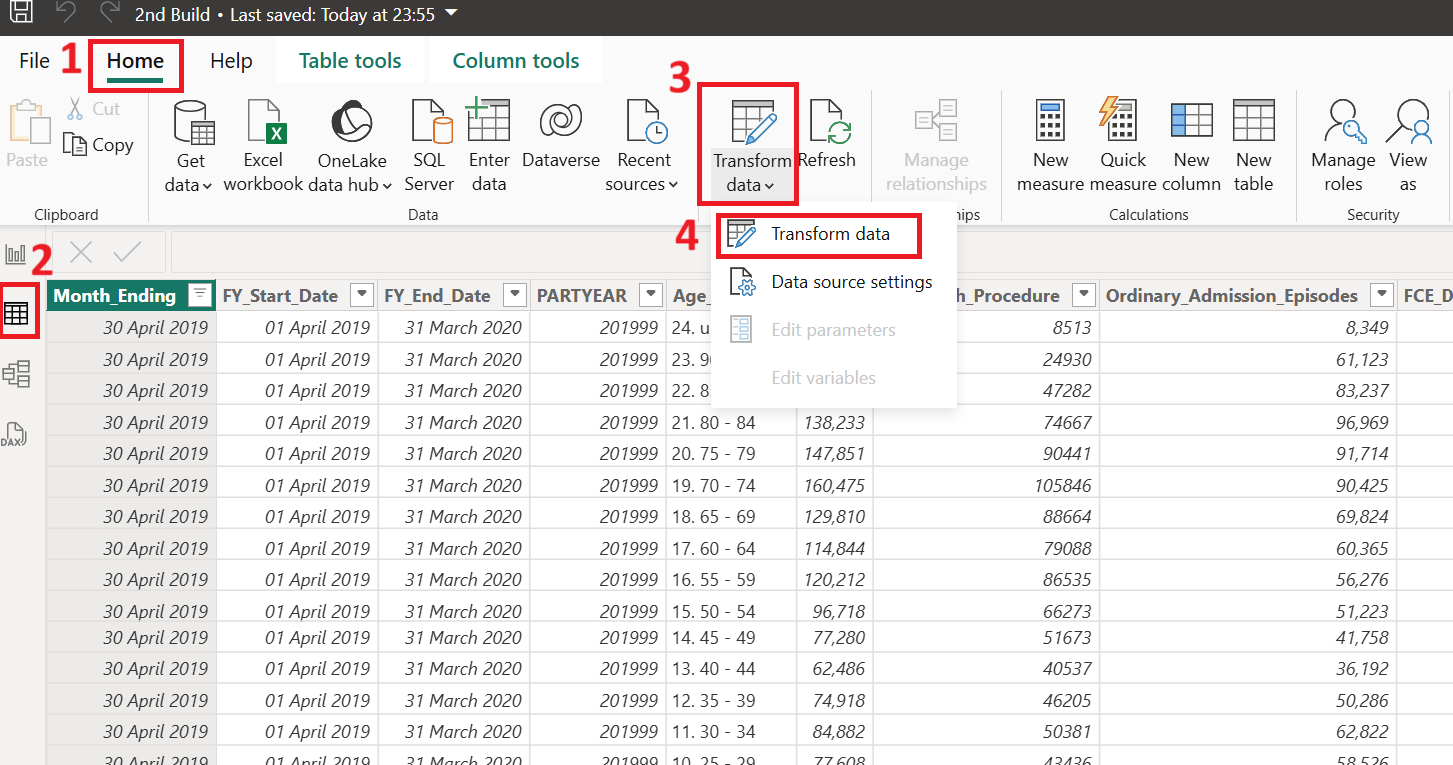 2nd Build • Last saved: Today at 23:55
File 1 Home Help Table tools Column tools
3
Paste
Cut
Copy
Clipboard
Get data
Excel workbook
OneLake data hub
SQL Server
Enter data
Dataverse
Recent sources
Data
Transform data
Refresh
Manage relationships
New measure
Quick measure
New column
New table
Calculations
Manage roles
View as
Security
4
Transform data
Data source settings
Edit parameters
Edit variables
2
DAX
Month_Ending FY_Start_Date FY_End_Date PARTYEAR Age_ h_Procedure Ordinary_Admission_Episodes FCE_D
30 April 2019 01 April 2019 31 March 2020 201999 24. u 8513 8,349
30 April 2019 01 April 2019 31 March 2020 201999 23. 9 24930 61,123
30 April 2019 01 April 2019 31 March 2020 201999 22. 8 47282 83,237
30 April 2019 01 April 2019 31 March 2020 201999 21. 80 - 84 138,233 74667 96,969
30 April 2019 01 April 2019 31 March 2020 201999 20. 75 - 79 147,851 90441 91,714
30 April 2019 01 April 2019 31 March 2020 201999 19. 70 - 74 160,475 105846 90,425
30 April 2019 01 April 2019 31 March 2020 201999 18. 65 - 69 129,810 88664 69,824
30 April 2019 01 April 2019 31 March 2020 201999 17. 60 - 64 114,844 79088 60,365
30 April 2019 01 April 2019 31 March 2020 201999 16. 55 - 59 120,212 86535 56,276
30 April 2019 01 April 2019 31 March 2020 201999 15. 50 - 54 96,718 66273 51,223
30 April 2019 01 April 2019 31 March 2020 201999 14. 45 - 49 77,280 51673 41,758
30 April 2019 01 April 2019 31 March 2020 201999 13. 40 - 44 62,486 40537 36,192
30 April 2019 01 April 2019 31 March 2020 201999 12. 35 - 39 74,918 46205 50,286
30 April 2019 01 April 2019 31 March 2020 201999 11. 30 - 34 84,882 50381 62,822
30 April 2019 01 April 2019 31 March 2020 201999 10. 25 - 29 77,608 43436 58,526